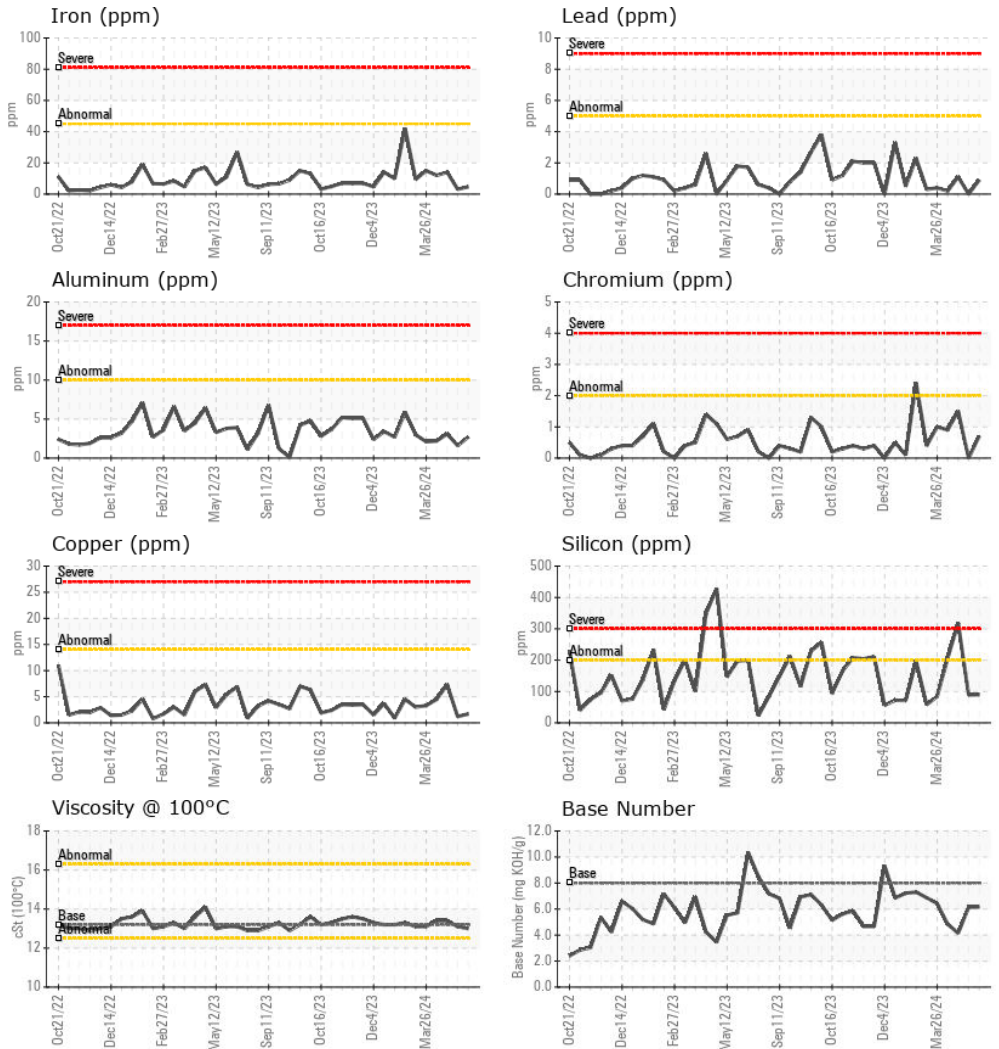 Iron (ppm)
100
80
60
40
20
0
ppm
Severe
Abnormal
Oct21/22
Dec14/22
Feb27/23
May12/23
Sep11/23
Oct16/23
Dec4/23
Mar26/24
Lead (ppm)
10
8
6
4
2
0
ppm
Severe
Abnormal
Oct21/22
Dec14/22
Feb27/23
May12/23
Sep11/23
Oct16/23
Dec4/23
Mar26/24
Aluminum (ppm)
20
15
10
5
0
ppm
Severe
Abnormal
Oct21/22
Dec14/22
Feb27/23
May12/23
Sep11/23
Oct16/23
Dec4/23
Mar26/24
Chromium (ppm)
5
4
3
2
1
0
ppm
Severe
Abnormal
Oct21/22
Dec14/22
Feb27/23
May12/23
Sep11/23
Oct16/23
Dec4/23
Mar26/24
Copper (ppm)
30
25
20
15
10
5
0
ppm
Severe
Abnormal
Oct21/22
Dec14/22
Feb27/23
May12/23
Sep11/23
Oct16/23
Dec4/23
Mar26/24
Silicon (ppm)
500
400
300
200
100
0
ppm
Severe
Abnormal
Oct21/22
Dec14/22
Feb27/23
May12/23
Sep11/23
Oct16/23
Dec4/23
Mar26/24
Viscosity @ 100°C
18
16
14
12
10
cSt (100°C)
Abnormal
Base
Abnormal
Oct21/22
Dec14/22
Feb27/23
May12/23
Sep11/23
Oct16/23
Dec4/23
Mar26/24
Base Number
12.0
10.0
8.0
6.0
4.0
2.0
0.0
Base Number (mg KOH/g)
Base
Oct21/22
Dec14/22
Feb27/23
May12/23
Sep11/23
Oct16/23
Dec4/23
Mar26/24